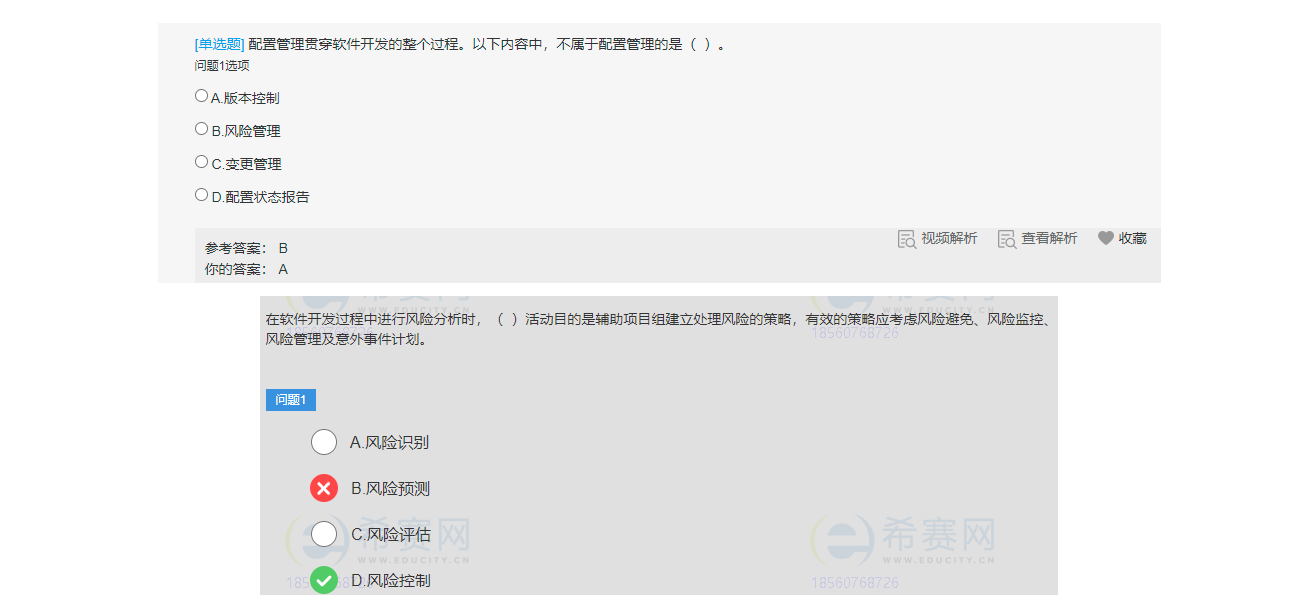 [单选题] 配置管理贯穿软件开发的整个过程。以下内容中，不属于配置管理的是（ ）。
问题1选项
A.版本控制
B.风险管理
C.变更管理
D.配置状态报告
参考答案： B
视频解析 查看解析 收藏
你的答案： A
在软件开发过程中进行风险分析时，（ ）活动目的是辅助项目组建立处理风险的策略，有效的策略应考虑风险避免、风险监控、
18560768726
风险管理及意外事件计划。
问题1
A.风险识别
B.风险预测
C.风险评估
希赛网 希赛网
WWW.EDUCITY.CN WWW.EDUCITY.CN
D.风险控制
18560768726